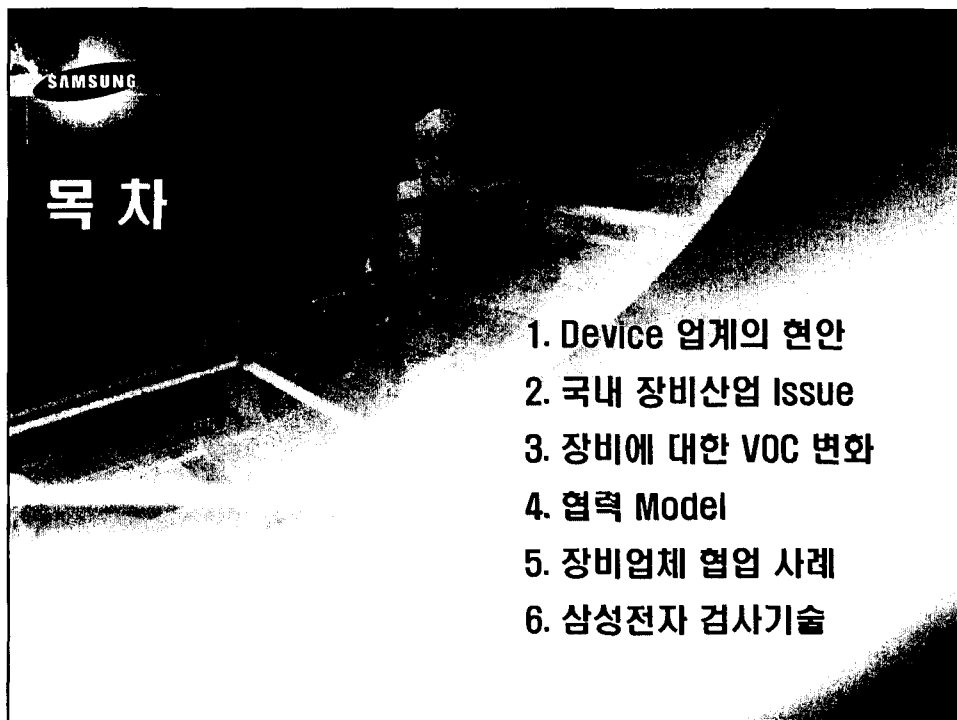 SAMSUNG
목 차
1. Device 업계의 현안
2. 국내 장비산업 Issue
3. 장비에 대한 VOC 변화
4. 협력 Model
5. 장비업체 협업 사례
6. 삼성전자 검사기술